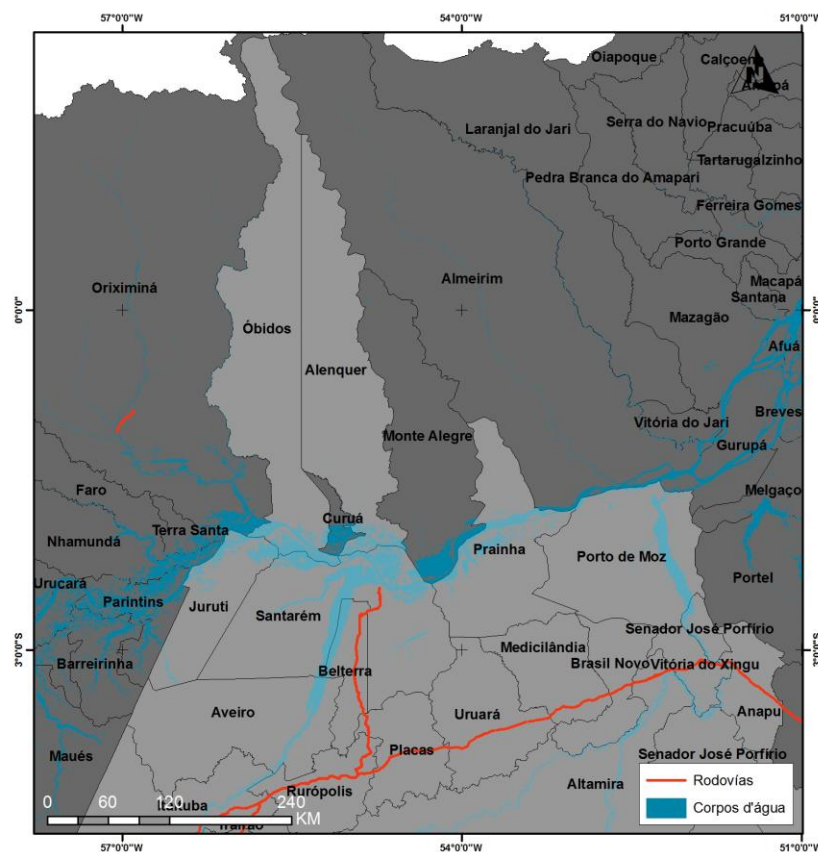 57°0'0"W 54°0'0"W 51°0'0"W
Oiapoque
Calçoene
N
Laranjal do Jari
Serra do Navio
Pracuúba
Tartarugalzinho
Pedra Branca do Amapari
Ferreira Gomes
Porto Grande
Oriximiná
Almeirim
Macapá
Santana
0°0'0"
0°0'0"
Mazagão
Óbidos
Afuá
Alenquer
Breves
Vitória do Jari
Monte Alegre
Gurupá
Faro
Melgaço
Curuá
Terra Santa
Nhamundá
Prainha
Porto de Moz
Portel
Urucará
Parintins
Juruti
Santarém
Senador José Porfírio
Medicilândia
3°0'0"S
3°0'0"S
Barreirinha
Belterra
Brasil Novo
Vitória do Xingu
Aveiro
Uruará
Anapu
Placas
Maués
Senador José Porfírio
Rurópolis
Altamira
Rodovías
Corpos d'água
Itaituba
0 60 120 240
KM
Trairão
57°0'0"W 54°0'0"W 51°0'0"W